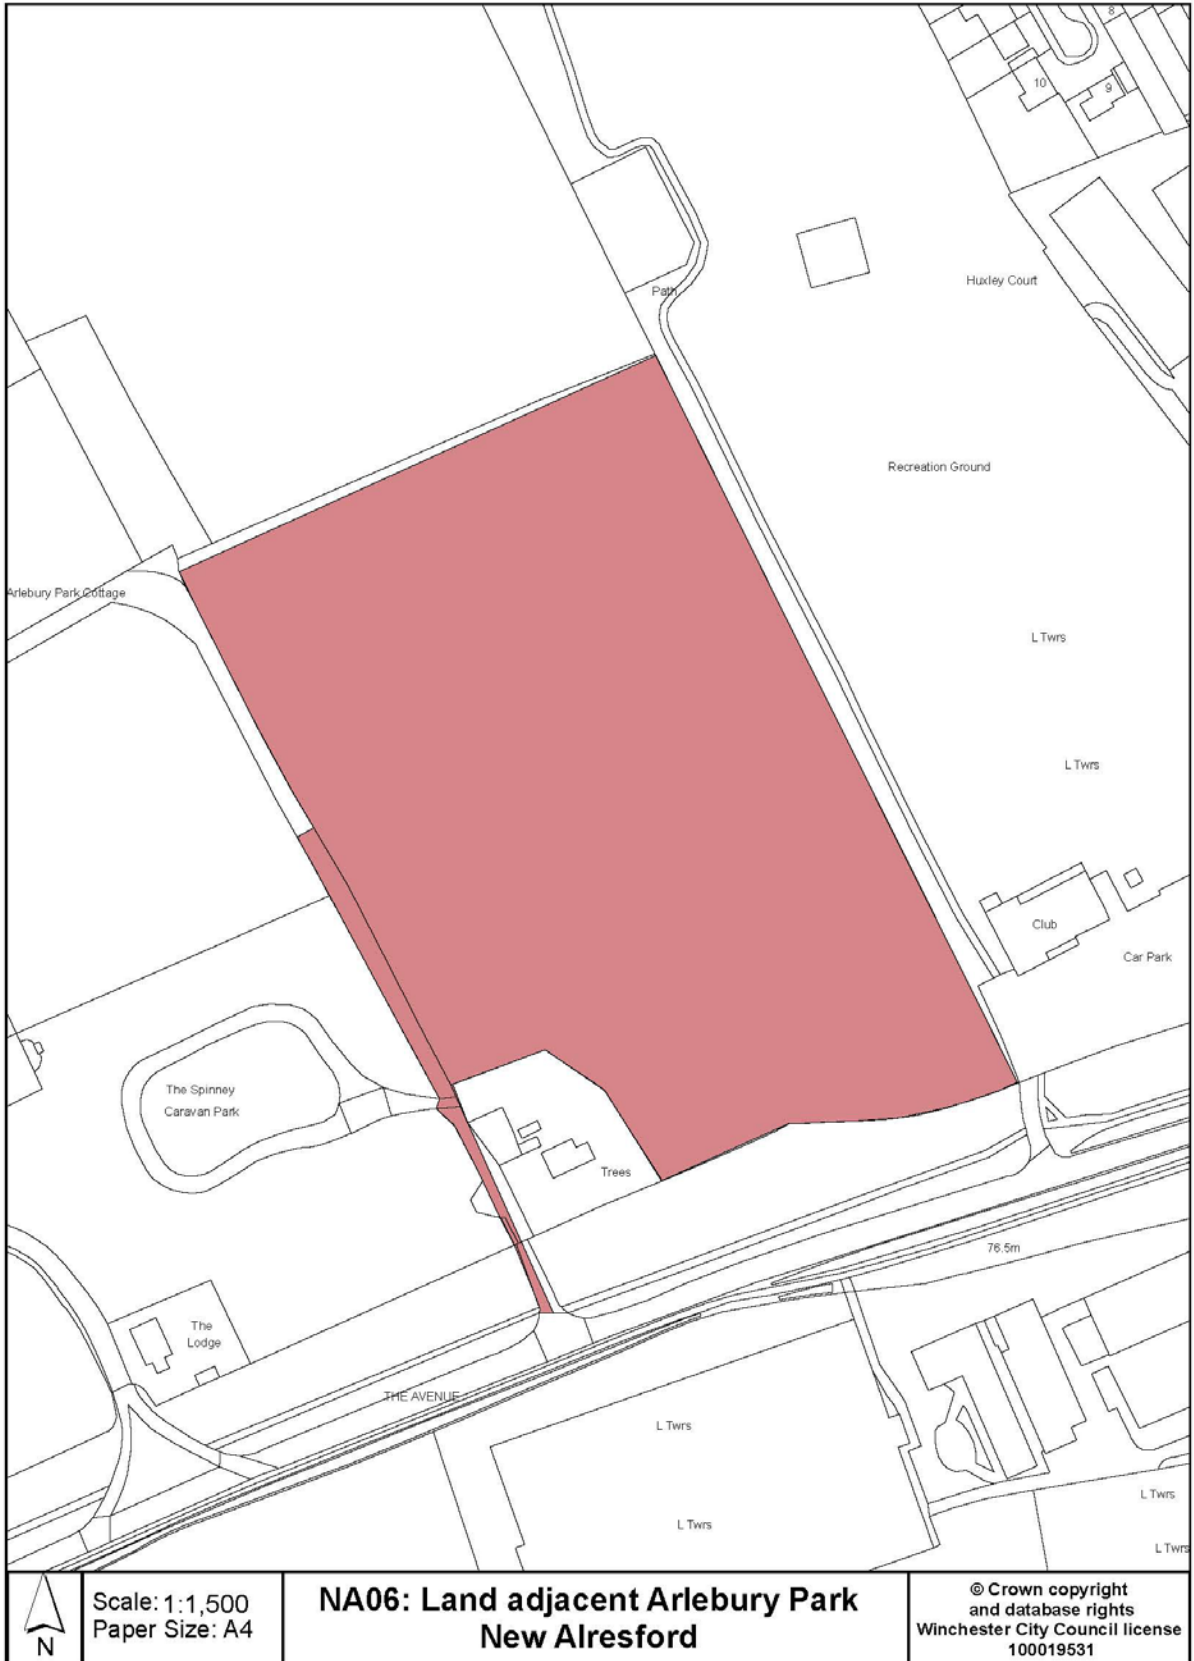 8
10
9
Huxley Court
Path
Recreation Ground
Arlebury Park Cottage
L Twrs
L Twrs
Club
Car Park
The Spinney
Caravan Park
Trees
76.5m
The
Lodge
THE AVENUE
L Twrs
L Twrs
L Twrs
L Twrs
N
Scale: 1:1,500
Paper Size: A4
NA06: Land adjacent Arlebury Park
New Alresford
© Crown copyright
and database rights
Winchester City Council license
100019531